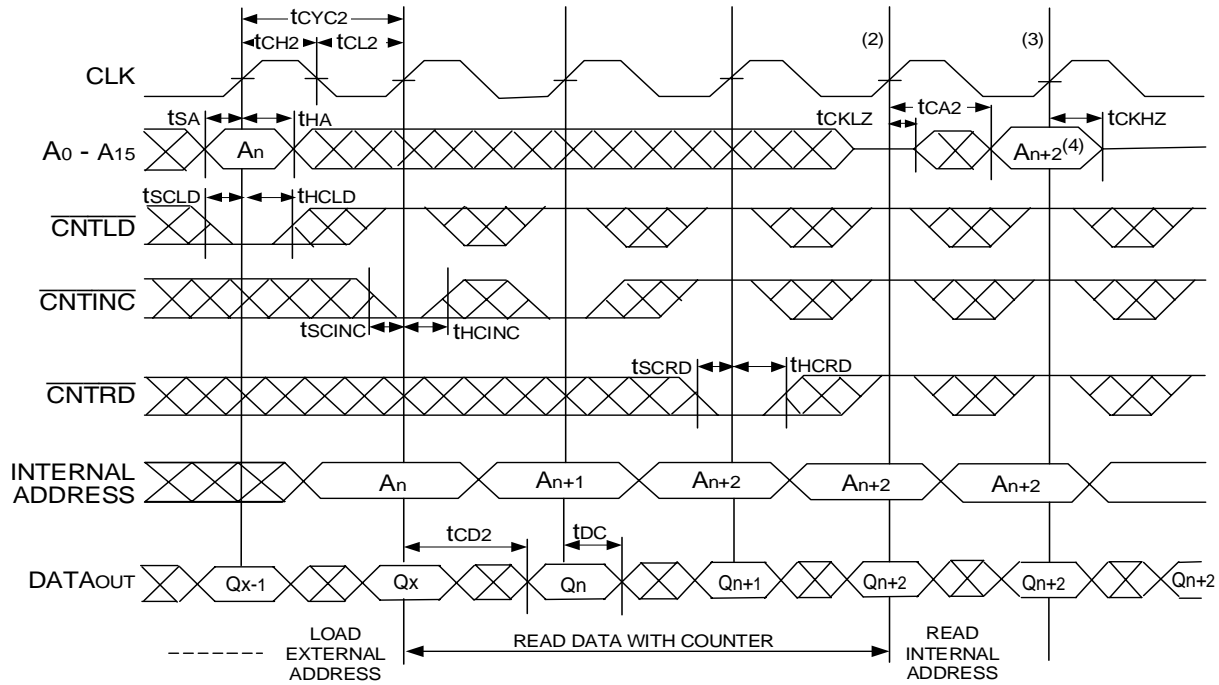 tCYC2
tCH2 tCL2 (2) (3)
CLK
tSA tHA tCKLZ tCA2 tCKHZ
A0 - A15 An An+2(4)
tSCLD tHCLD
CNTLD
CNTINC
tSCINC tHCINC
tSCRD tHCRD
CNTRD
INTERNAL
ADDRESS
An An+1 An+2 An+2 An+2
tCD2 tDC
DATAOUT Qx-1 Qx Qn Qn+1 Qn+2 Qn+2 Qn+2
LOAD
EXTERNAL
ADDRESS
READ DATA WITH COUNTER
READ
INTERNAL
ADDRESS